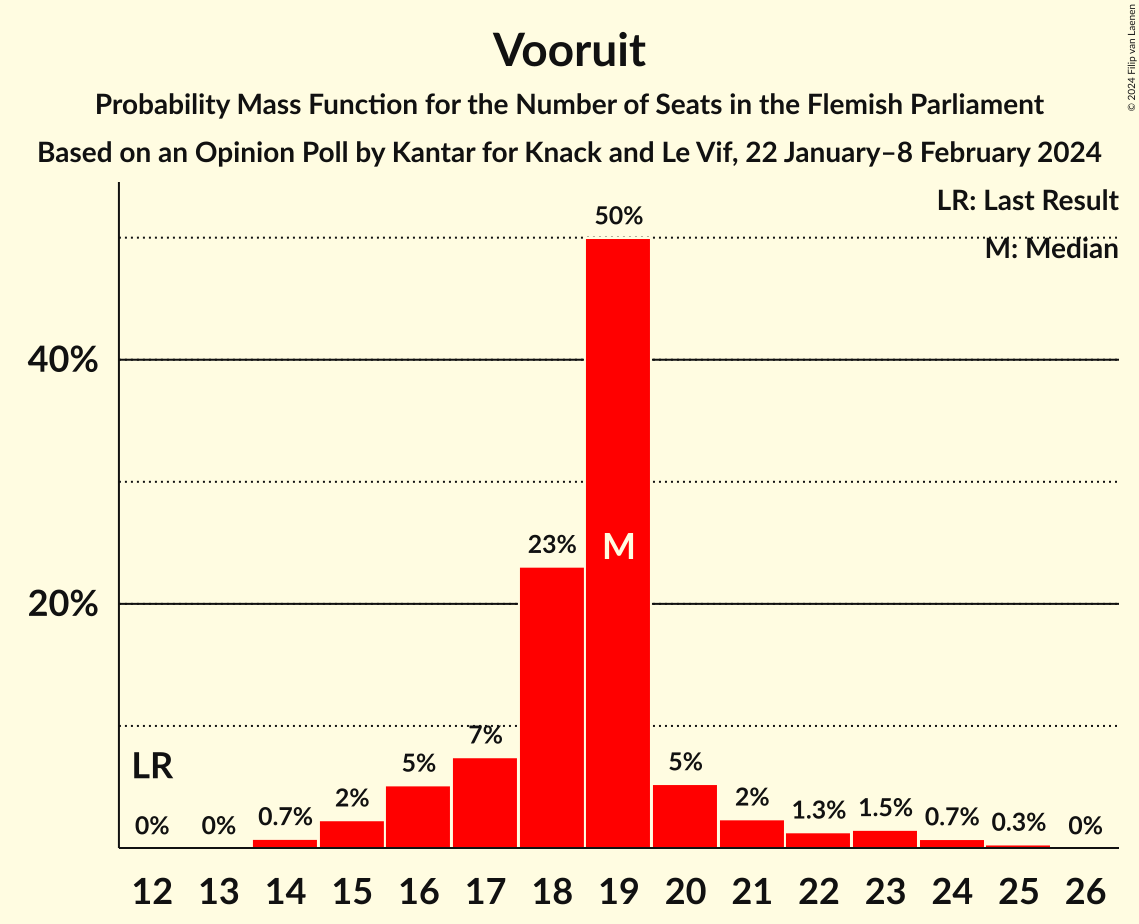 Vooruit
Probability Mass Function for the Number of Seats in the Flemish Parliament
Based on an Opinion Poll by Kantar for Knack and Le Vif, 22 January–8 February 2024
© 2024 Filip van Laenen
LR: Last Result
M: Median
50%
40%
23%
M
20%
7%
LR
5%
5%
2%
2%
0%
0%
0.7%
1.3%
1.5%
0.7%
0.3%
0%
12 13 14 15 16 17 18 19 20 21 22 23 24 25 26